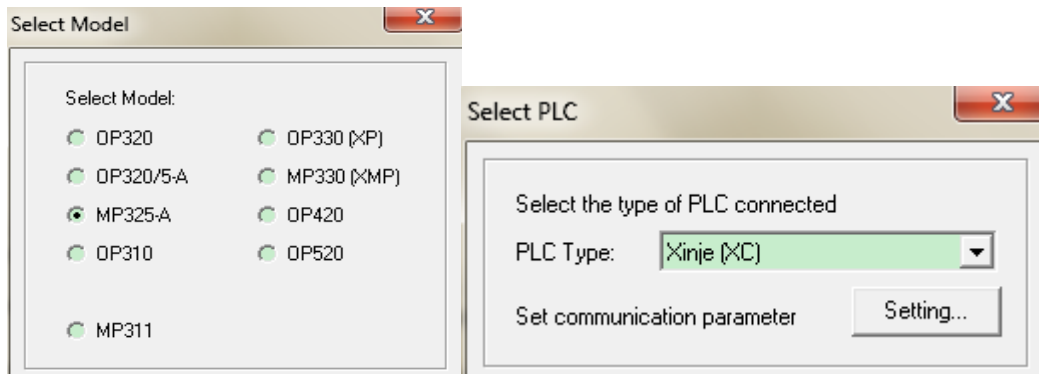 Select Model
Select Model:
OP320
OP330 (XP)
OP320/5-A
MP330 (XMP)
MP325-A
OP420
OP310
OP520
MP311
Select PLC
Select the type of PLC connected
PLC Type: Xinje (XC)
Set communication parameter Setting...